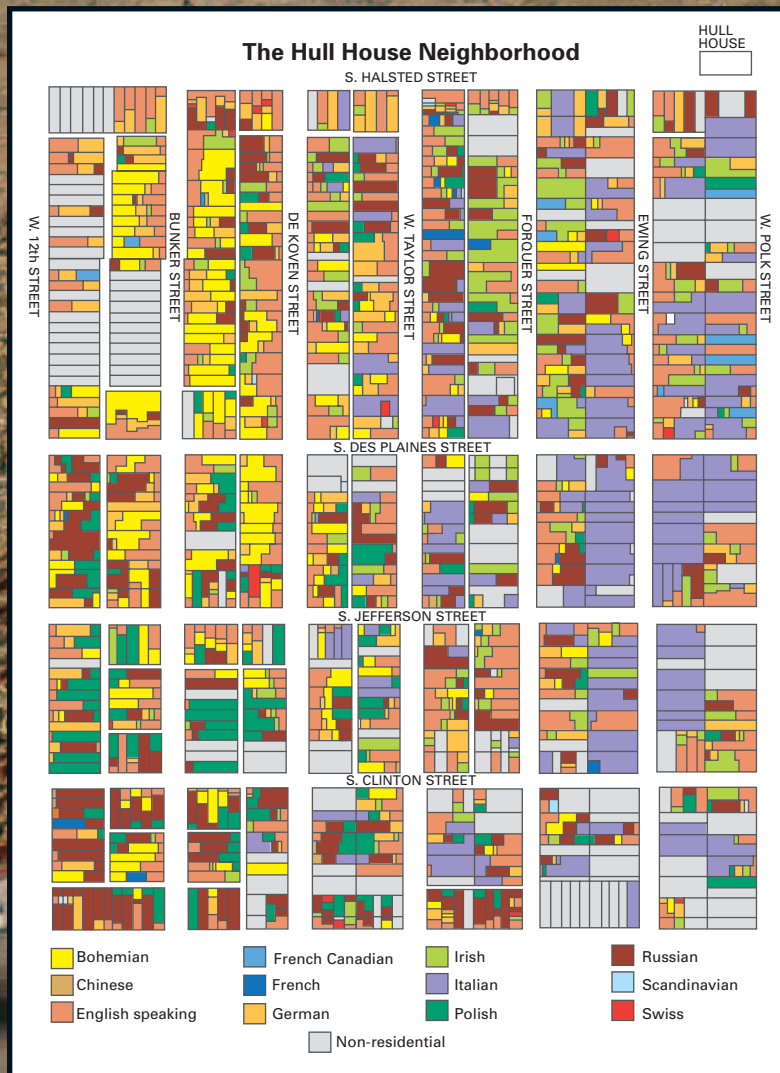 The Hull House Neighborhood
HULL
HOUSE
S. HALSTED STREET
W. 12th STREET
BUNKER STREET
DE KOVEN STREET
W. TAYLOR STREET
FORQUER STREET
EWING STREET
W. POLK STREET
S. DES PLAINES STREET
S. JEFFERSON STREET
S. CLINTON STREET
Bohemian
Chinese
English speaking
French Canadian
French
German
Irish
Italian
Polish
Russian
Scandinavian
Swiss
Non-residential